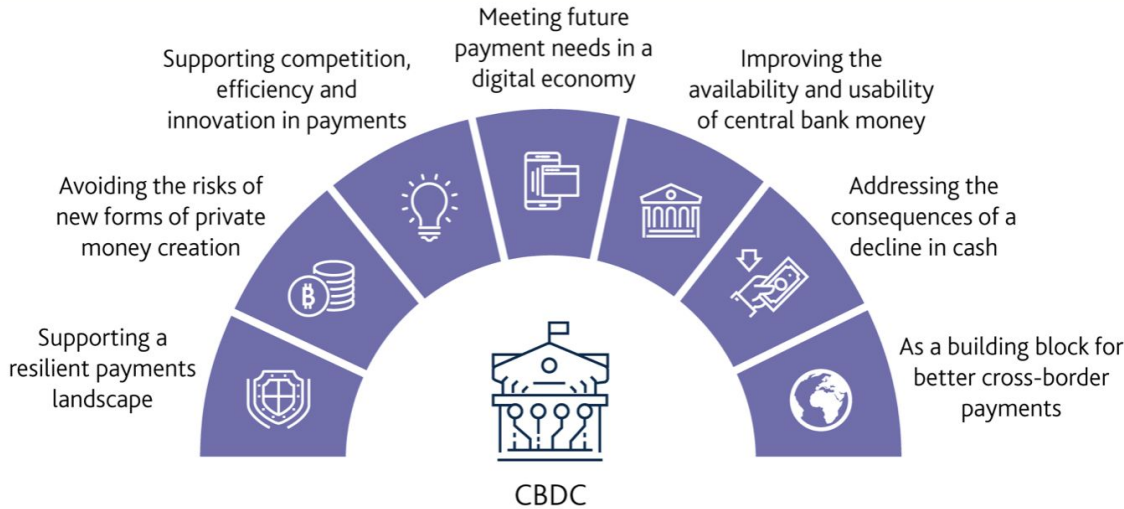 Supporting a
resilient payments
landscape
Avoiding the risks of
new forms of private
money creation
Supporting competition,
efficiency and
innovation in payments
Meeting future
payment needs in a
digital economy
Improving the
availability and usability
of central bank money
Addressing the
consequences of a
decline in cash
As a building block for
better cross-border
payments
CBDC